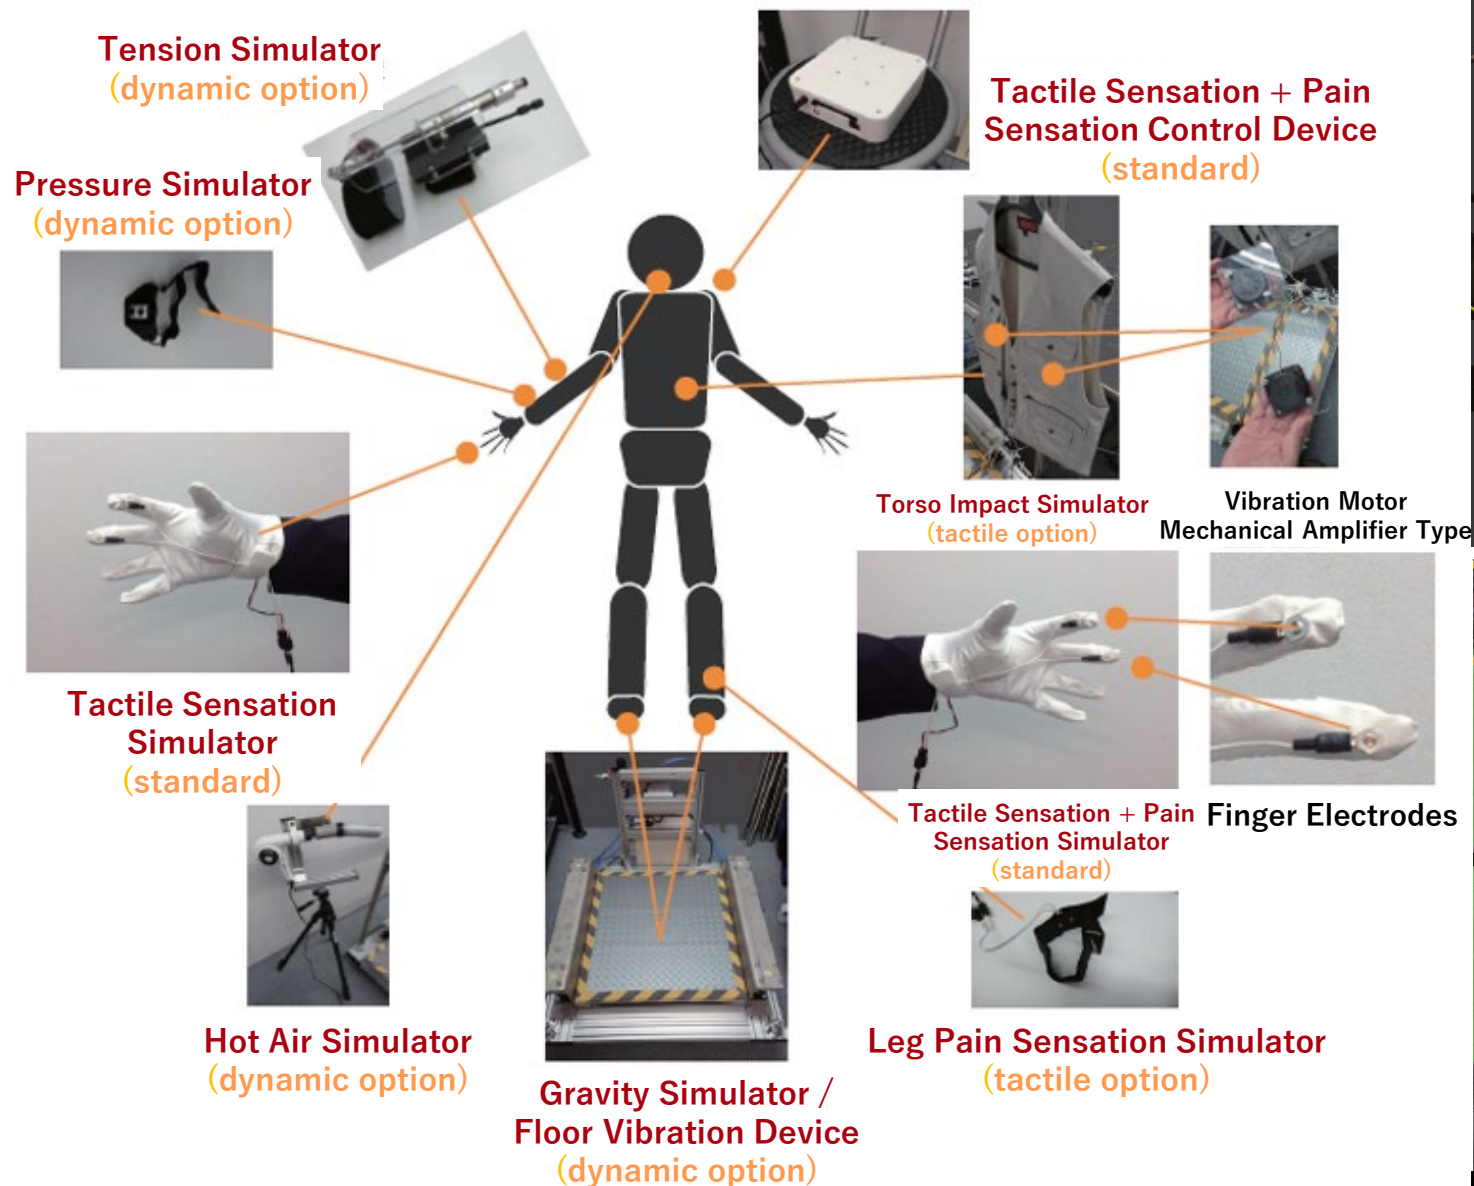 Tension Simulator
(dynamic option)
Tactile Sensation + Pain
Sensation Control Device
(standard)
Pressure Simulator
(dynamic option)
Torso Impact Simulator
(tactile option)
Vibration Motor
Mechanical Amplifier Type
Tactile Sensation
Simulator
(standard)
Tactile Sensation + Pain
Sensation Simulator
(standard)
Finger Electrodes
Hot Air Simulator
(dynamic option)
Gravity Simulator /
Floor Vibration Device
(dynamic option)
Leg Pain Sensation Simulator
(tactile option)